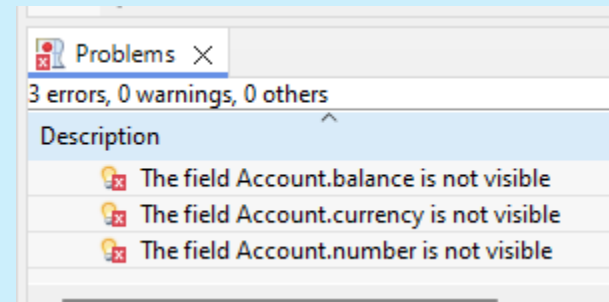 Problems
3 errors, 0 warnings, 0 others
Description
The field Account.balance is not visible
The field Account.currency is not visible
The field Account.number is not visible